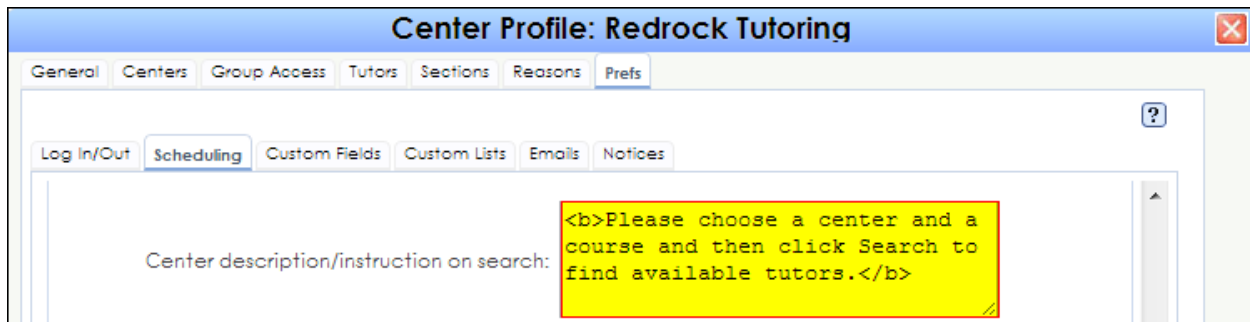 Center Profile: Redrock Tutoring
General Centers Group Access Tutors Sections Reasons Prefs
?
Log In/Out Scheduling Custom Fields Custom Lists Emails Notices
Center description/instruction on search:
<b>Please choose a center and a
course and then click Search to
find available tutors.</b>